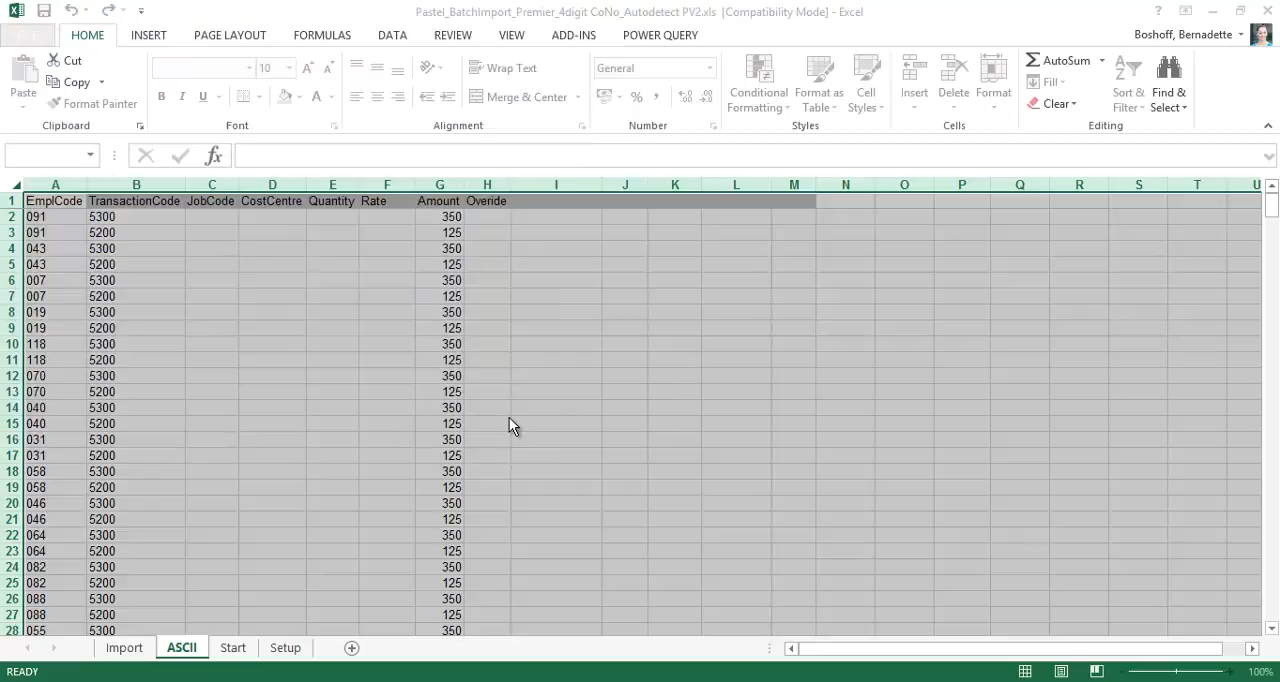 Pastel_BatchImport_Premier_4digit CoNo_Autodetect PV2.xls [Compatibility Mode] - Excel
HOME INSERT PAGE LAYOUT FORMULAS DATA REVIEW VIEW ADD-INS POWER QUERY Boshoff, Bernadette
Paste Cut Copy Format Painter Clipboard
10 B I U A Font
Wrap Text Merge & Center Alignment
General % Number
Conditional Formatting Format as Table Cell Styles Styles
Insert Delete Format Cells
AutoSum Fill Clear Sort & Filter Find & Select Editing
fx
A B C D E F G H I J K L M N O P Q R S T U
1 EmplCode TransactionCode JobCode CostCentre Quantity Rate Amount Overide
2 091 5300 350
3 091 5200 125
4 043 5300 350
5 043 5200 125
6 007 5300 350
7 007 5200 125
8 019 5300 350
9 019 5200 125
10 118 5300 350
11 118 5200 125
12 070 5300 350
13 070 5200 125
14 040 5300 350
15 040 5200 125
16 031 5300 350
17 031 5200 125
18 058 5300 350
19 058 5200 125
20 046 5300 350
21 046 5200 125
22 064 5300 350
23 064 5200 125
24 082 5300 350
25 082 5200 125
26 088 5300 350
27 088 5200 125
28 055 5300 350
Import ASCII Start Setup
READY 100%